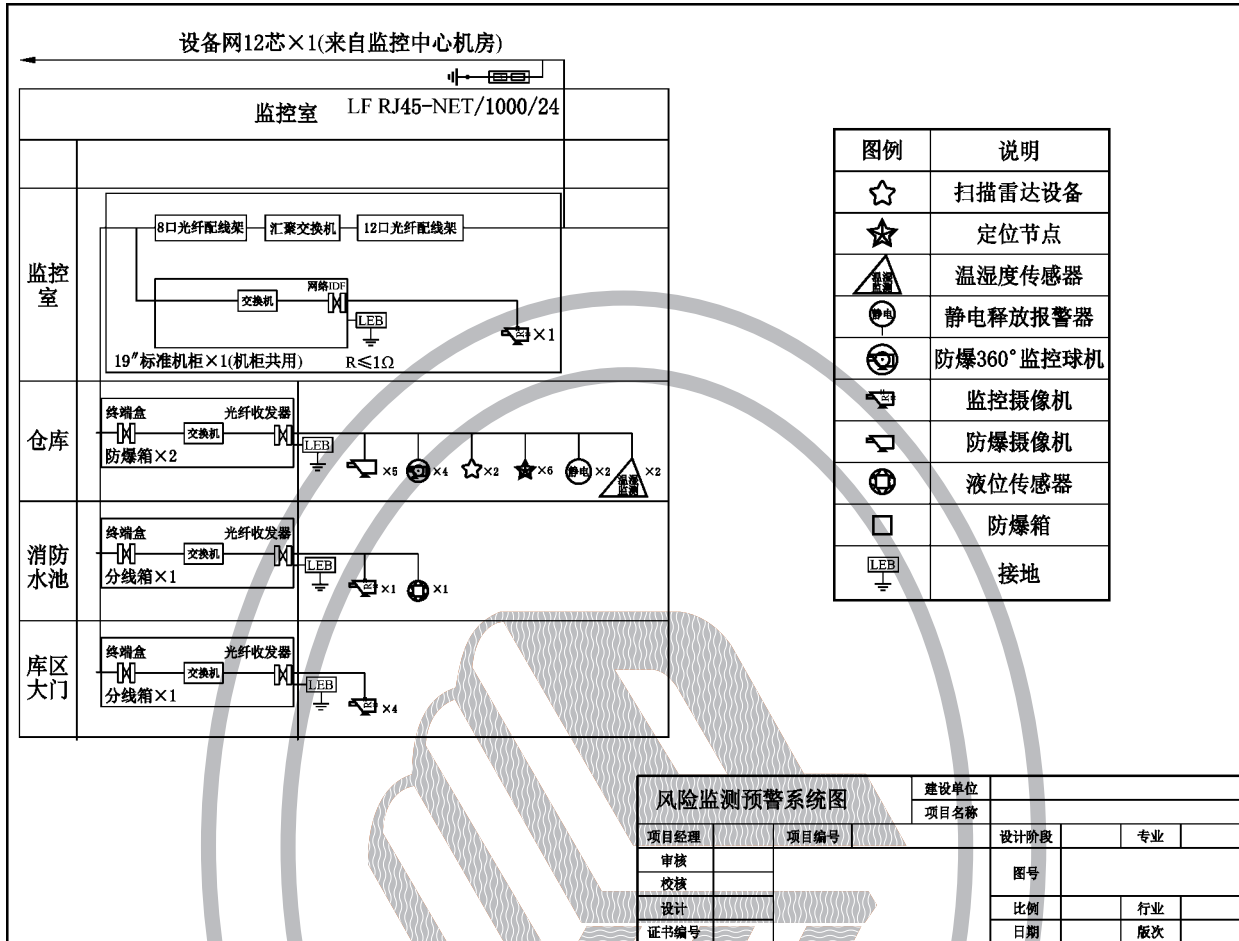 设备网12芯×1(来自监控中心机房)
监控室
LF RJ45-NET/1000/24
监控
室
8口光纤配线架
汇聚交换机
12口光纤配线架
交换机
网络IDF
LEB
R≤1Ω
×1
19″标准机柜×1(机柜共用)
仓库
终端盒
光纤收发器
交换机
防爆箱×2
LEB
×5
×4
×2
×6
静电
×2
温湿
监测
×2
消防
水池
终端盒
光纤收发器
交换机
分线箱×1
LEB
×1
×1
库区
大门
终端盒
光纤收发器
交换机
分线箱×1
LEB
×4
图例
说明
扫描雷达设备
定位节点
温湿
监测
温湿度传感器
静电
静电释放报警器
防爆360°监控球机
监控摄像机
防爆摄像机
液位传感器
防爆箱
LEB
接地
风险监测预警系统图
建设单位
项目名称
项目经理
项目编号
设计阶段
专业
审核
图号
校核
设计
比例
行业
证书编号
日期
版次